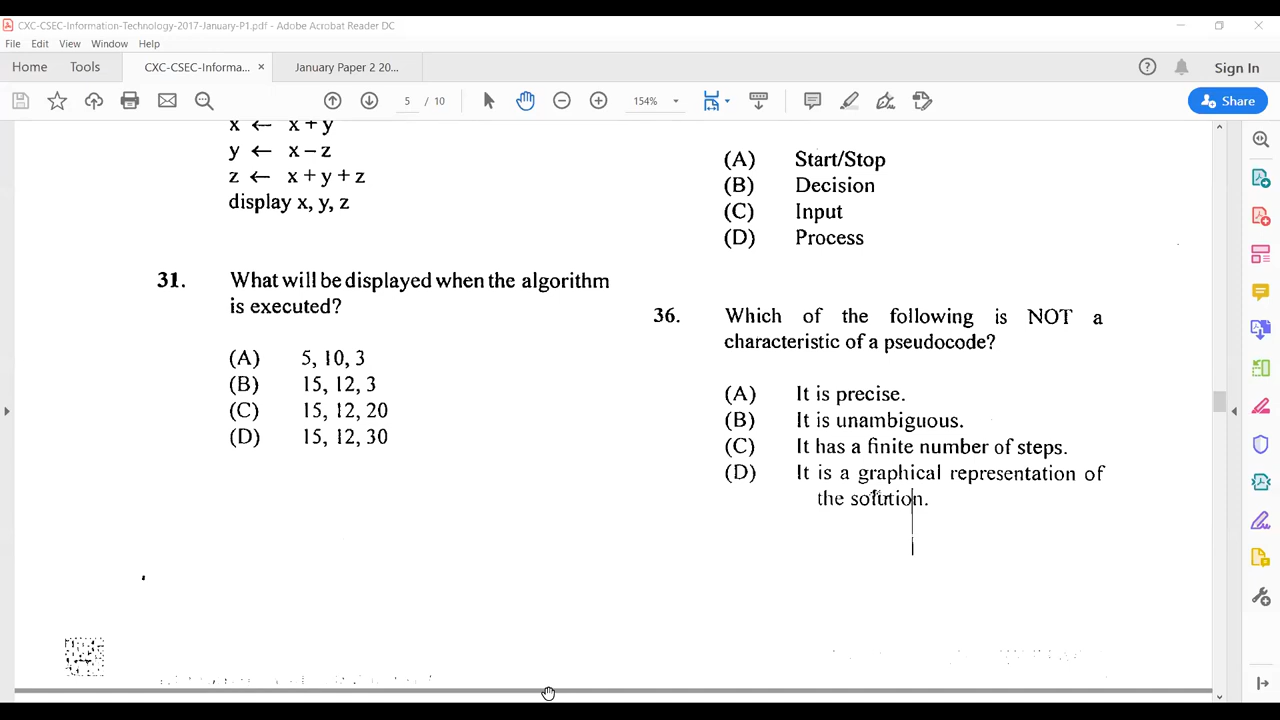 CXC-CSEC-Information-Technology-2017-January-P1.pdf - Adobe Acrobat Reader DC
File Edit View Window Help
Home Tools CXC-CSEC-Informa... × January Paper 2 20... Sign In
5 / 10 154% Share
x ← x + y
y ← x – z
z ← x + y + z
display x, y, z
31. What will be displayed when the algorithm
is executed?
(A) 5, 10, 3
(B) 15, 12, 3
(C) 15, 12, 20
(D) 15, 12, 30
(A) Start/Stop
(B) Decision
(C) Input
(D) Process
36. Which of the following is NOT a
characteristic of a pseudocode?
(A) It is precise.
(B) It is unambiguous.
(C) It has a finite number of steps.
(D) It is a graphical representation of
the solution.